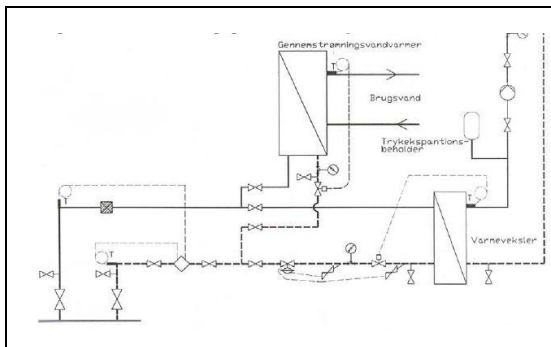 Gennemstrømningsvandvarmer
T
Brugsvand
Trykekspantions-
beholder
T
T
T
Varmeveksler